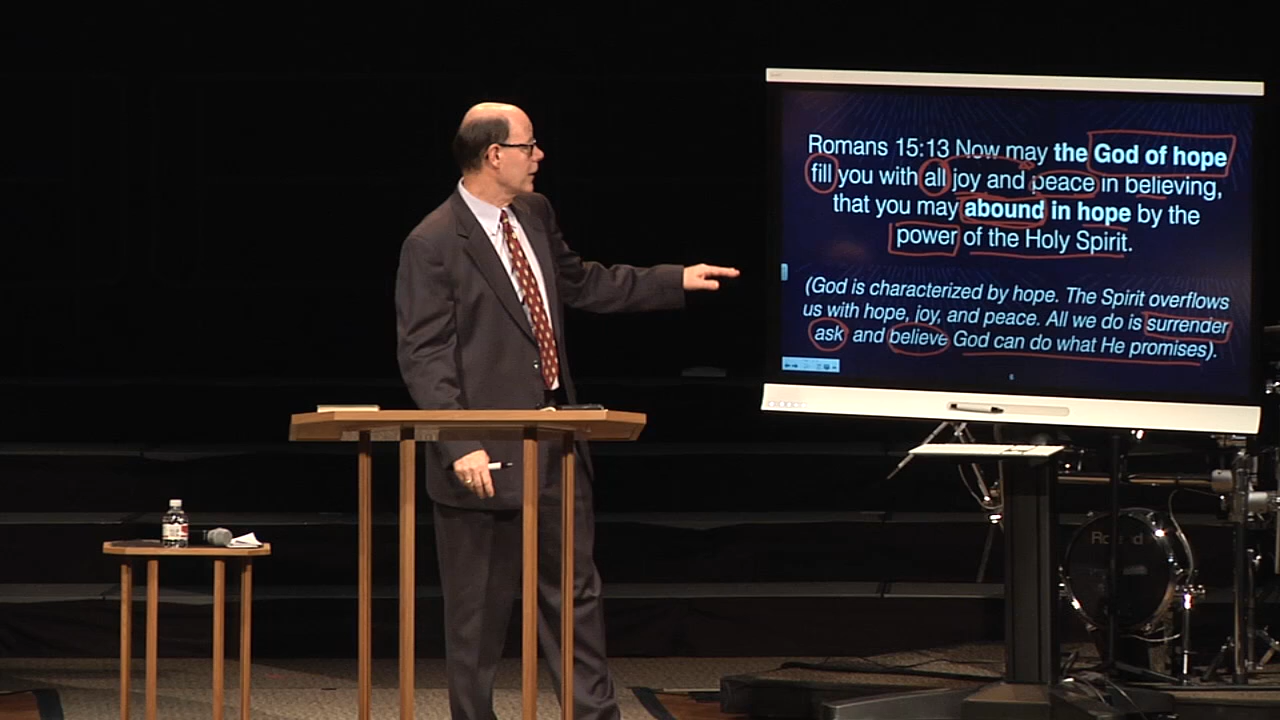 Romans 15:13 Now may the God of hope
fill you with all joy and peace in believing,
that you may abound in hope by the
power of the Holy Spirit.
(God is characterized by hope. The Spirit overflows
us with hope, joy, and peace. All we do is surrender
ask and believe God can do what He promises).
6
Roland